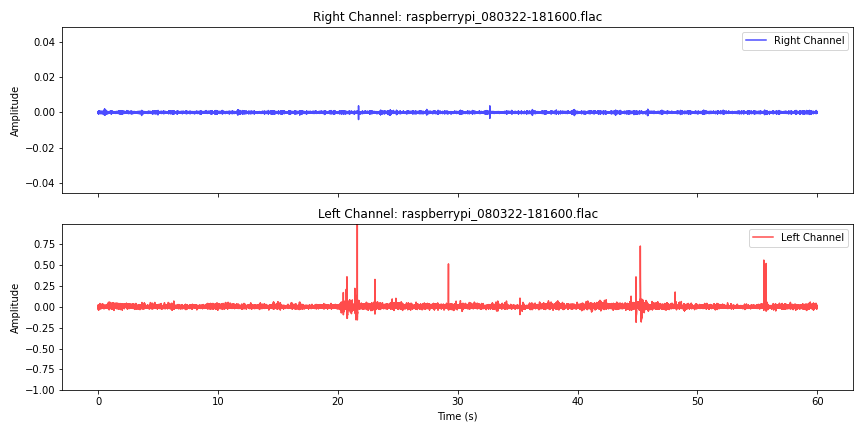 Right Channel: raspberrypi_080322-181600.flac
Right Channel
0.04
0.02
0.00
−0.02
−0.04
Amplitude
Left Channel: raspberrypi_080322-181600.flac
Left Channel
0.75
0.50
0.25
0.00
−0.25
−0.50
−0.75
−1.00
Amplitude
0 10 20 30 40 50 60
Time (s)